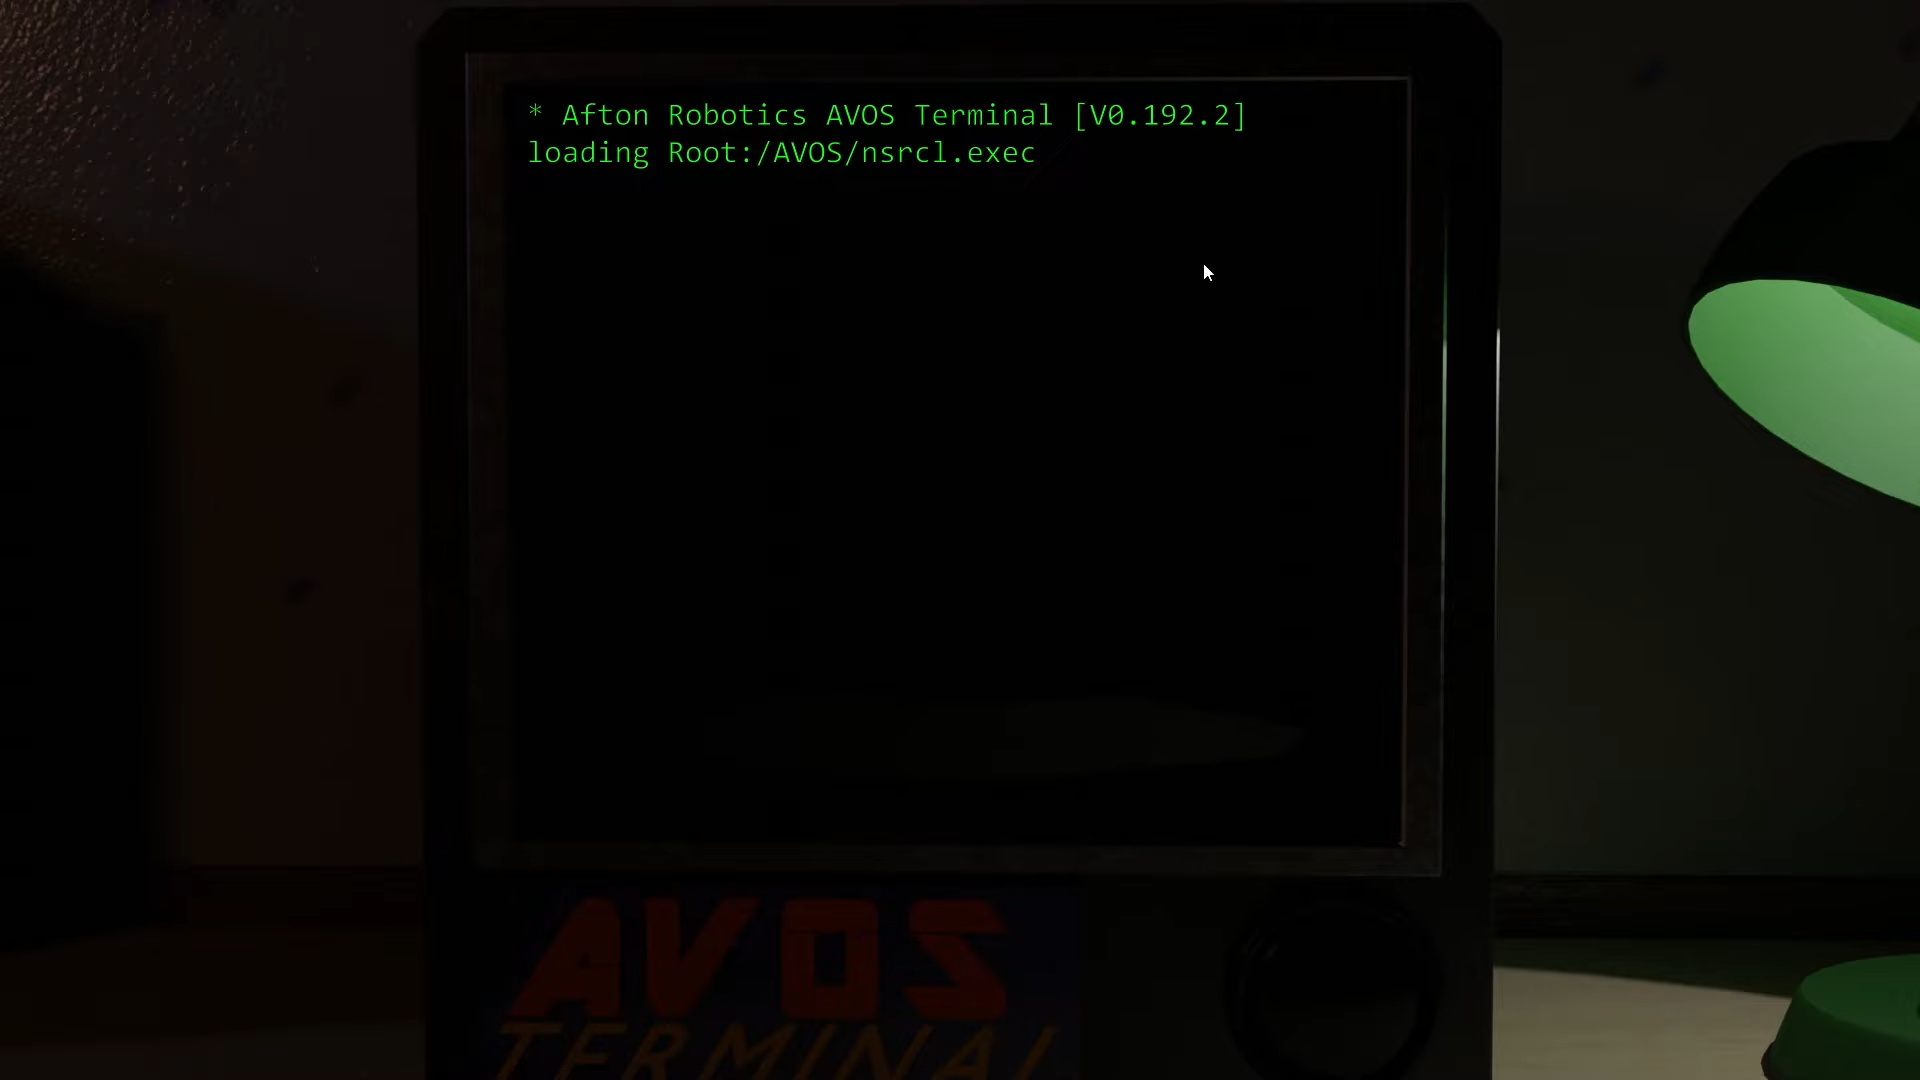 * Afton Robotics AVOS Terminal [V0.192.2]
loading Root:/AVOS/nsrcl.exec
AVOS
TERMINAL